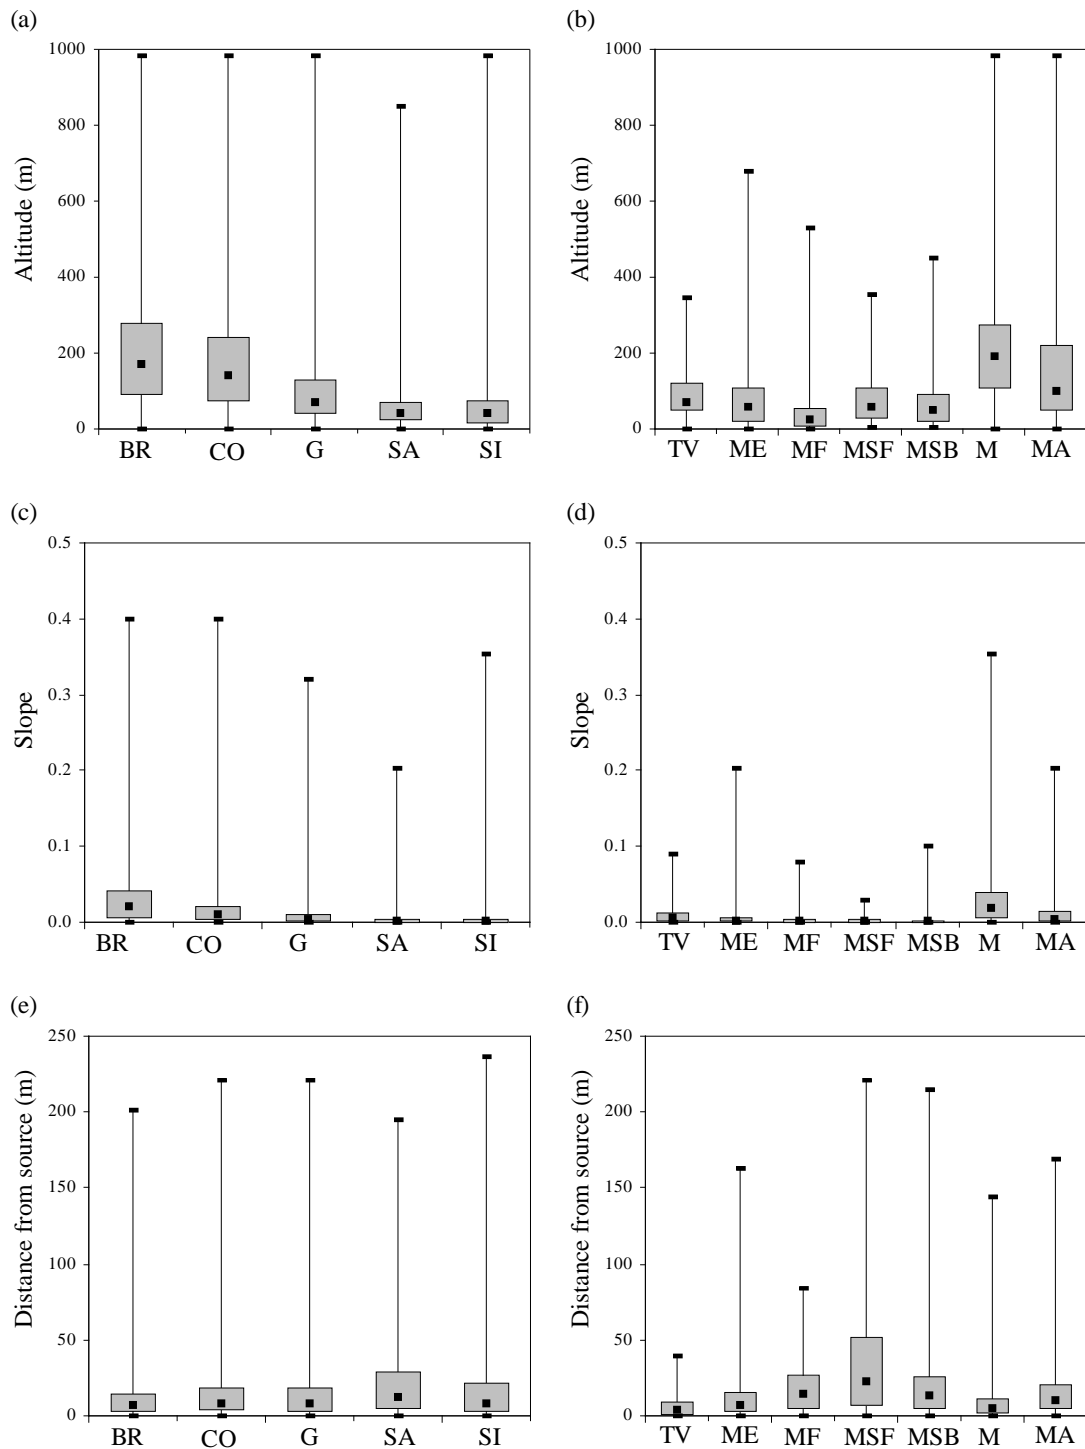 (a)
(b)
1000
800
600
400
200
0
Altitude (m)
BR CO G SA SI
1000
800
600
400
200
0
Altitude (m)
TV ME MF MSF MSB M MA
(c)
(d)
0.5
0.4
0.3
0.2
0.1
0.0
Slope
BR CO G SA SI
0.5
0.4
0.3
0.2
0.1
0.0
Slope
TV ME MF MSF MSB M MA
(e)
(f)
250
200
150
100
50
0
Distance from source (m)
BR CO G SA SI
250
200
150
100
50
0
Distance from source (m)
TV ME MF MSF MSB M MA